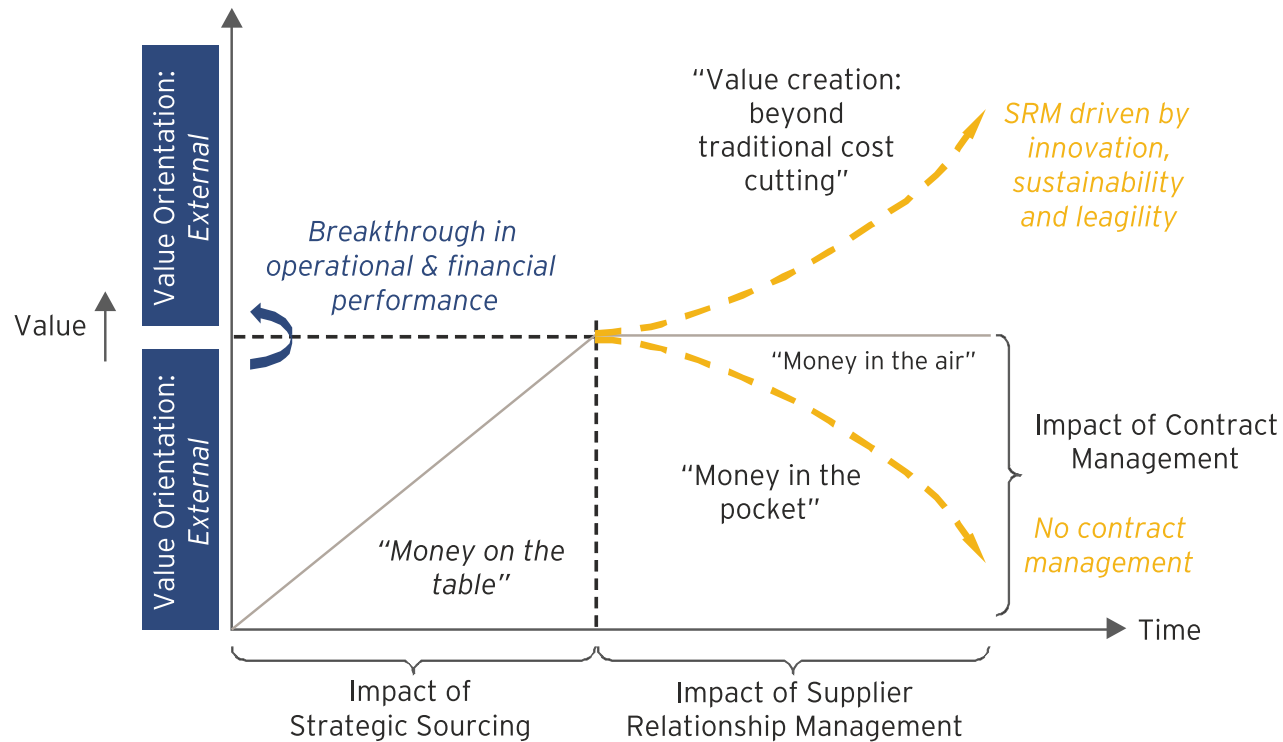 Value Orientation:
External
Value Orientation:
External
Value
Breakthrough in
operational & financial
performance
“Value creation:
beyond
traditional cost
cutting”
SRM driven by
innovation,
sustainability
and leagility
“Money in the air”
“Money in the
pocket”
“Money on the
table”
Impact of Contract
Management
No contract
management
Time
Impact of
Strategic Sourcing
Impact of Supplier
Relationship Management